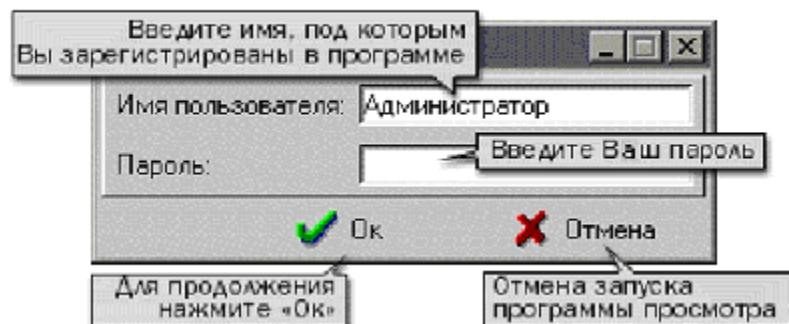 Введите имя, под которым
Вы зарегистрированы в программе
Имя пользователя: Администратор
Пароль:
Введите Ваш пароль
Ок
Отмена
Для продолжения
нажмите «Ок»
Отмена запуска
программы просмотра